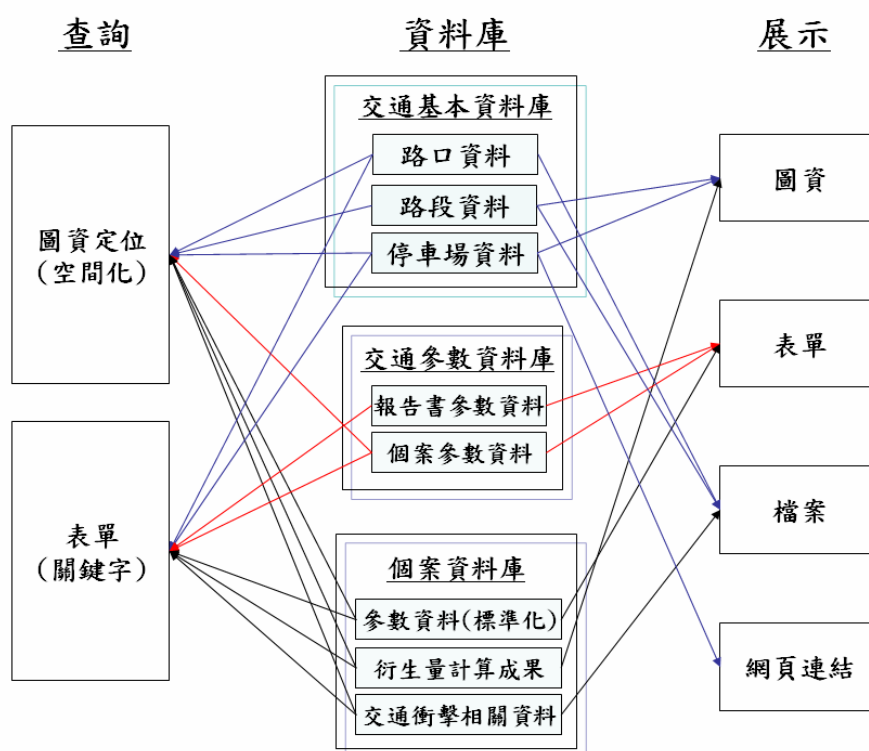 查詢
資料庫
展示
圖資定位
(空間化)
表單
(關鍵字)
交通基本資料庫
路口資料
路段資料
停車場資料
交通參數資料庫
報告書參數資料
個案參數資料
個案資料庫
參數資料(標準化)
衍生量計算成果
交通衝擊相關資料
圖資
表單
檔案
網頁連結